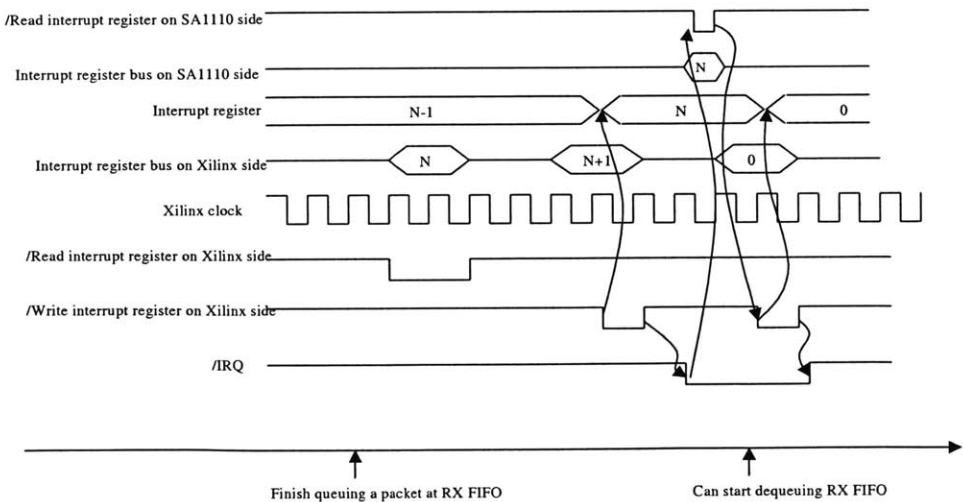 /Read interrupt register on SA1110 side
Interrupt register bus on SA1110 side
N
Interrupt register
N-1
N
0
Interrupt register bus on Xilinx side
N
N+1
0
Xilinx clock
/Read interrupt register on Xilinx side
/Write interrupt register on Xilinx side
/IRQ
Finish queuing a packet at RX FIFO
Can start dequeuing RX FIFO